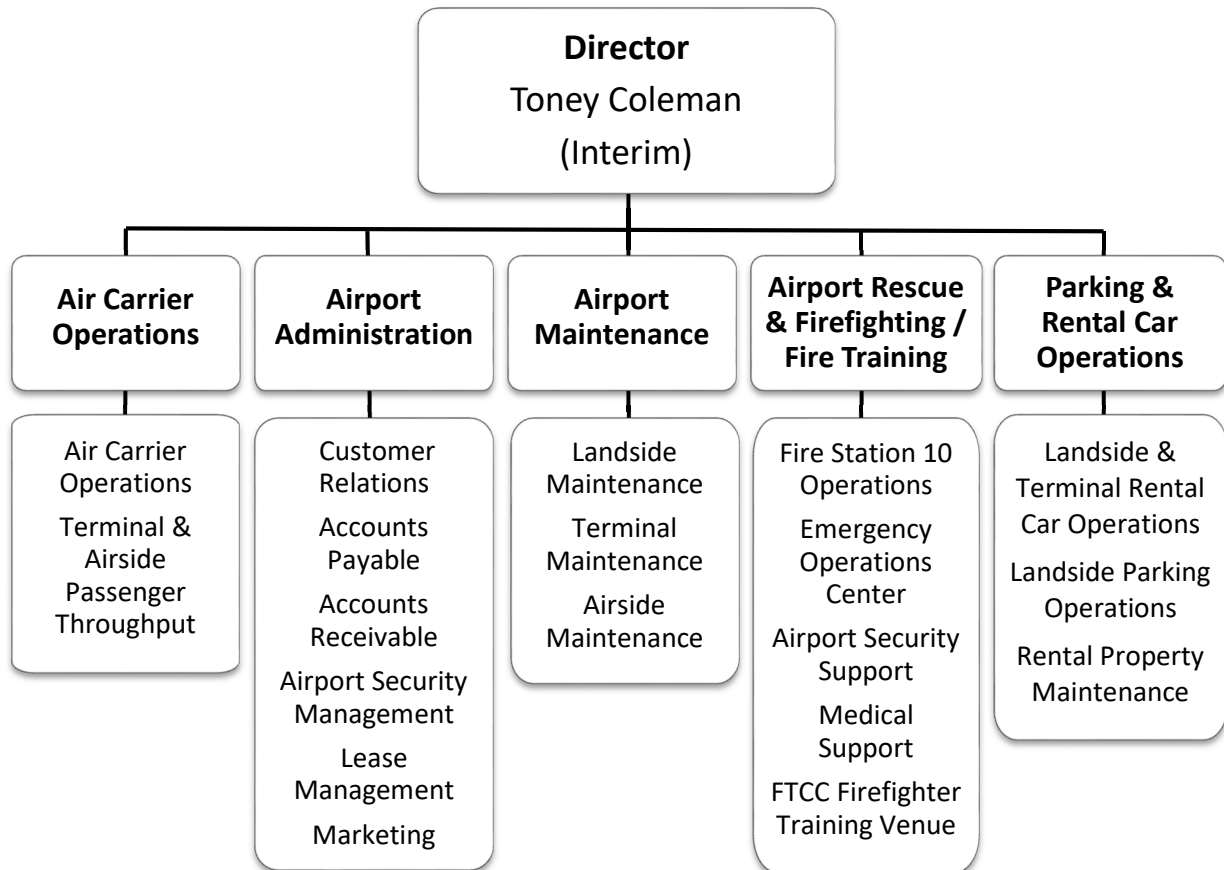 Director
Toney Coleman
(Interim)
Air Carrier
Operations
Airport
Administration
Airport
Maintenance
Airport Rescue
& Firefighting /
Fire Training
Parking &
Rental Car
Operations
Air Carrier
Operations
Terminal &
Airside
Passenger
Throughput
Customer
Relations
Accounts
Payable
Accounts
Receivable
Airport Security
Management
Lease
Management
Marketing
Landside
Maintenance
Terminal
Maintenance
Airside
Maintenance
Fire Station 10
Operations
Emergency
Operations
Center
Airport Security
Support
Medical
Support
FTCC Firefighter
Training Venue
Landside &
Terminal Rental
Car Operations
Landside Parking
Operations
Rental Property
Maintenance